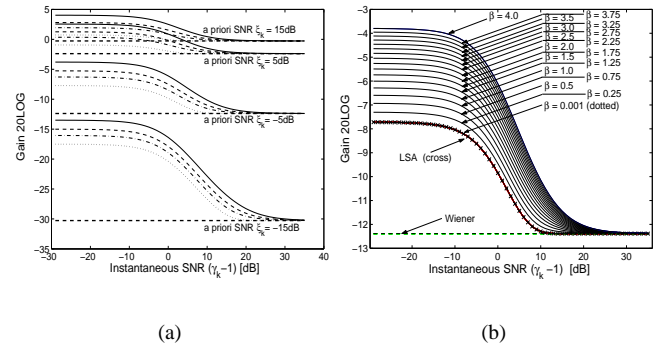 5
0
−5
−10
−15
−20
−25
−30
35
Gain 20LOG
a priori SNR ξk= 15dB
a priori SNR ξk= 5dB
a priori SNR ξk= −5dB
a priori SNR ξk= −15dB
−30 −20 −10 0 10 20 30 40
Instantaneous SNR (γk−1) [dB]
(a)
−3
−4
−5
−6
−7
−8
−9
−10
−11
−12
−13
Gain 20LOG
β = 4.0
β = 3.75
β = 3.5
β = 3.25
β = 3.0
β = 2.75
β = 2.5
β = 2.25
β = 2.0
β = 1.75
β = 1.5
β = 1.25
β = 1.0
β = 0.75
β = 0.5
β = 0.25
β = 0.001 (dotted)
LSA (cross)
Wiener
−20 −10 0 10 20 30
Instantaneous SNR (γk−1) [dB]
(b)